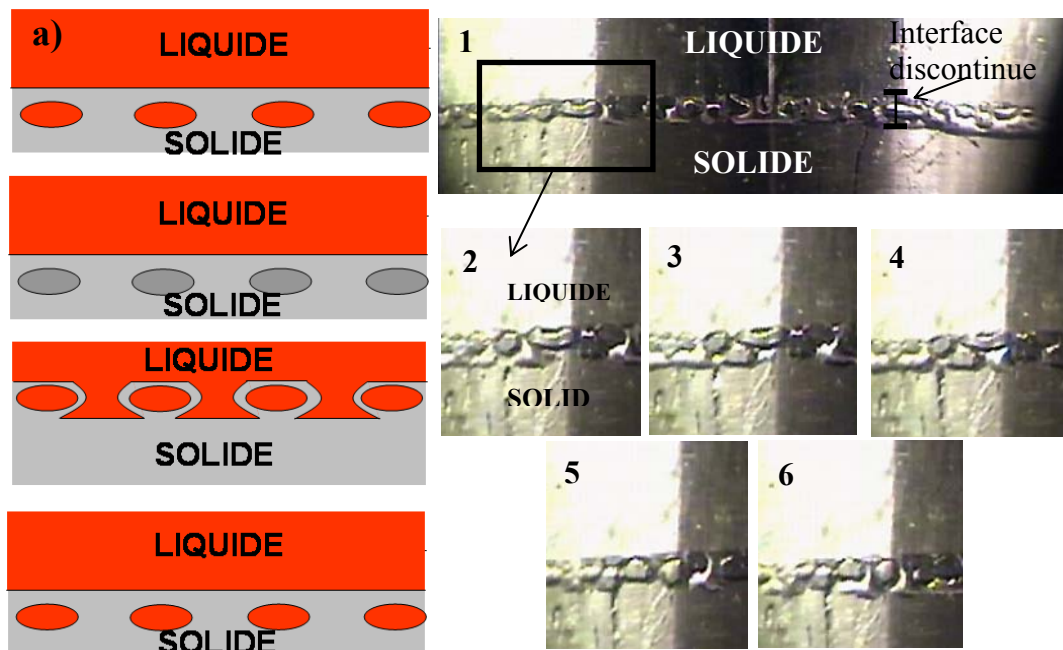 a)
LIQUIDE
SOLIDE
LIQUIDE
SOLIDE
LIQUIDE
SOLIDE
LIQUIDE
SOLIDE
1
LIQUIDE
Interface
discontinue
SOLIDE
2
LIQUIDE
SOLID
3
4
5
6